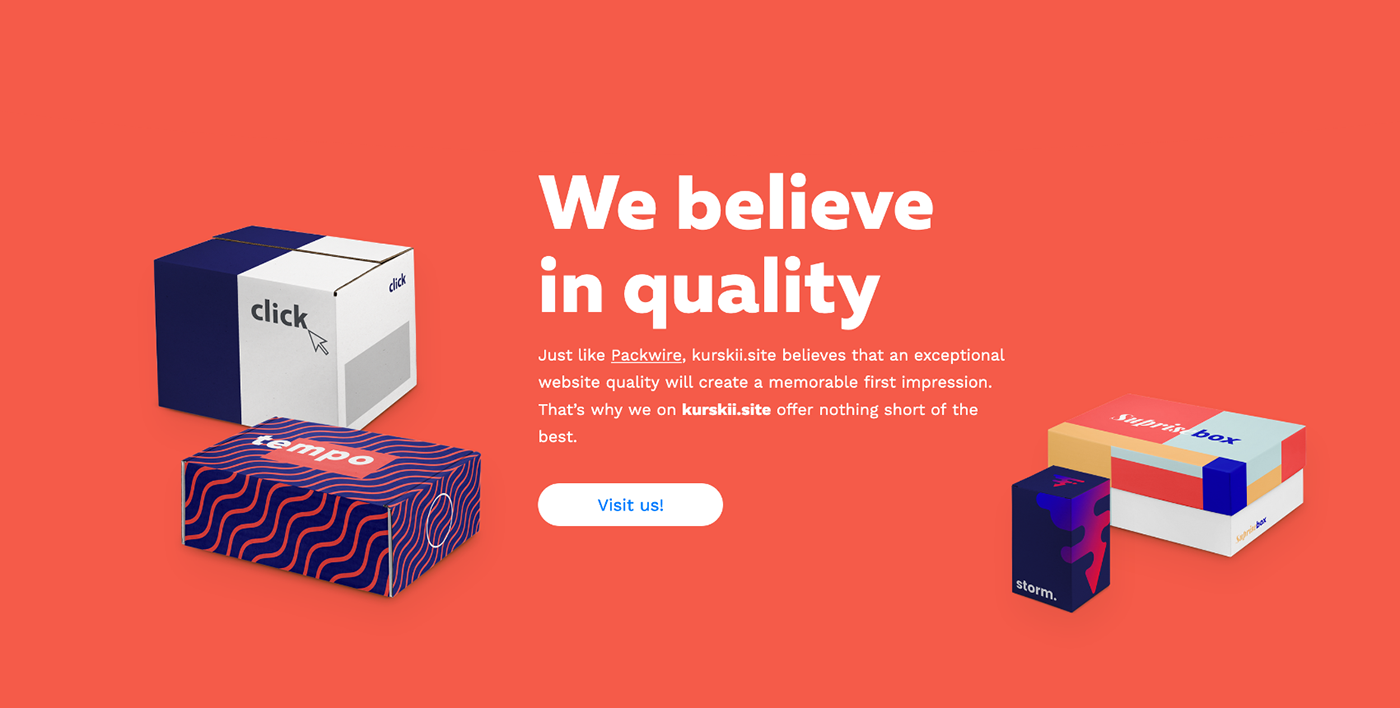 We believe
in quality
Just like Packwire, kurskii.site believes that an exceptional
website quality will create a memorable first impression.
That’s why we on kurskii.site offer nothing short of the
best.
Visit us!
click
click
tempo
Suprise box
Suprise box
storm.